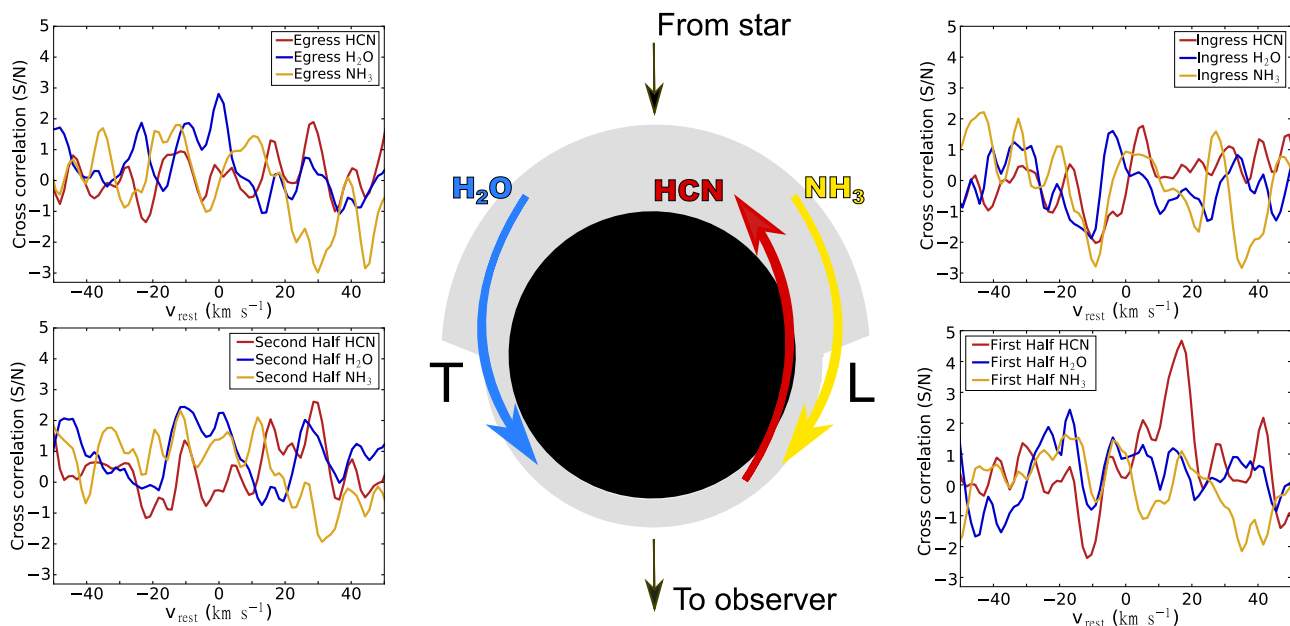 Egress HCN
Egress H₂O
Egress NH₃
Cross correlation (S/N)
5
4
3
2
1
0
−1
−2
−3
−40
−20
0
20
40
v_rest (km s⁻¹)
Second Half HCN
Second Half H₂O
Second Half NH₃
Cross correlation (S/N)
5
4
3
2
1
0
−1
−2
−3
−40
−20
0
20
40
v_rest (km s⁻¹)
From star
H₂O
HCN
NH₃
T
L
To observer
Ingress HCN
Ingress H₂O
Ingress NH₃
Cross correlation (S/N)
5
4
3
2
1
0
−1
−2
−3
−40
−20
0
20
40
v_rest (km s⁻¹)
First Half HCN
First Half H₂O
First Half NH₃
Cross correlation (S/N)
5
4
3
2
1
0
−1
−2
−3
−40
−20
0
20
40
v_rest (km s⁻¹)